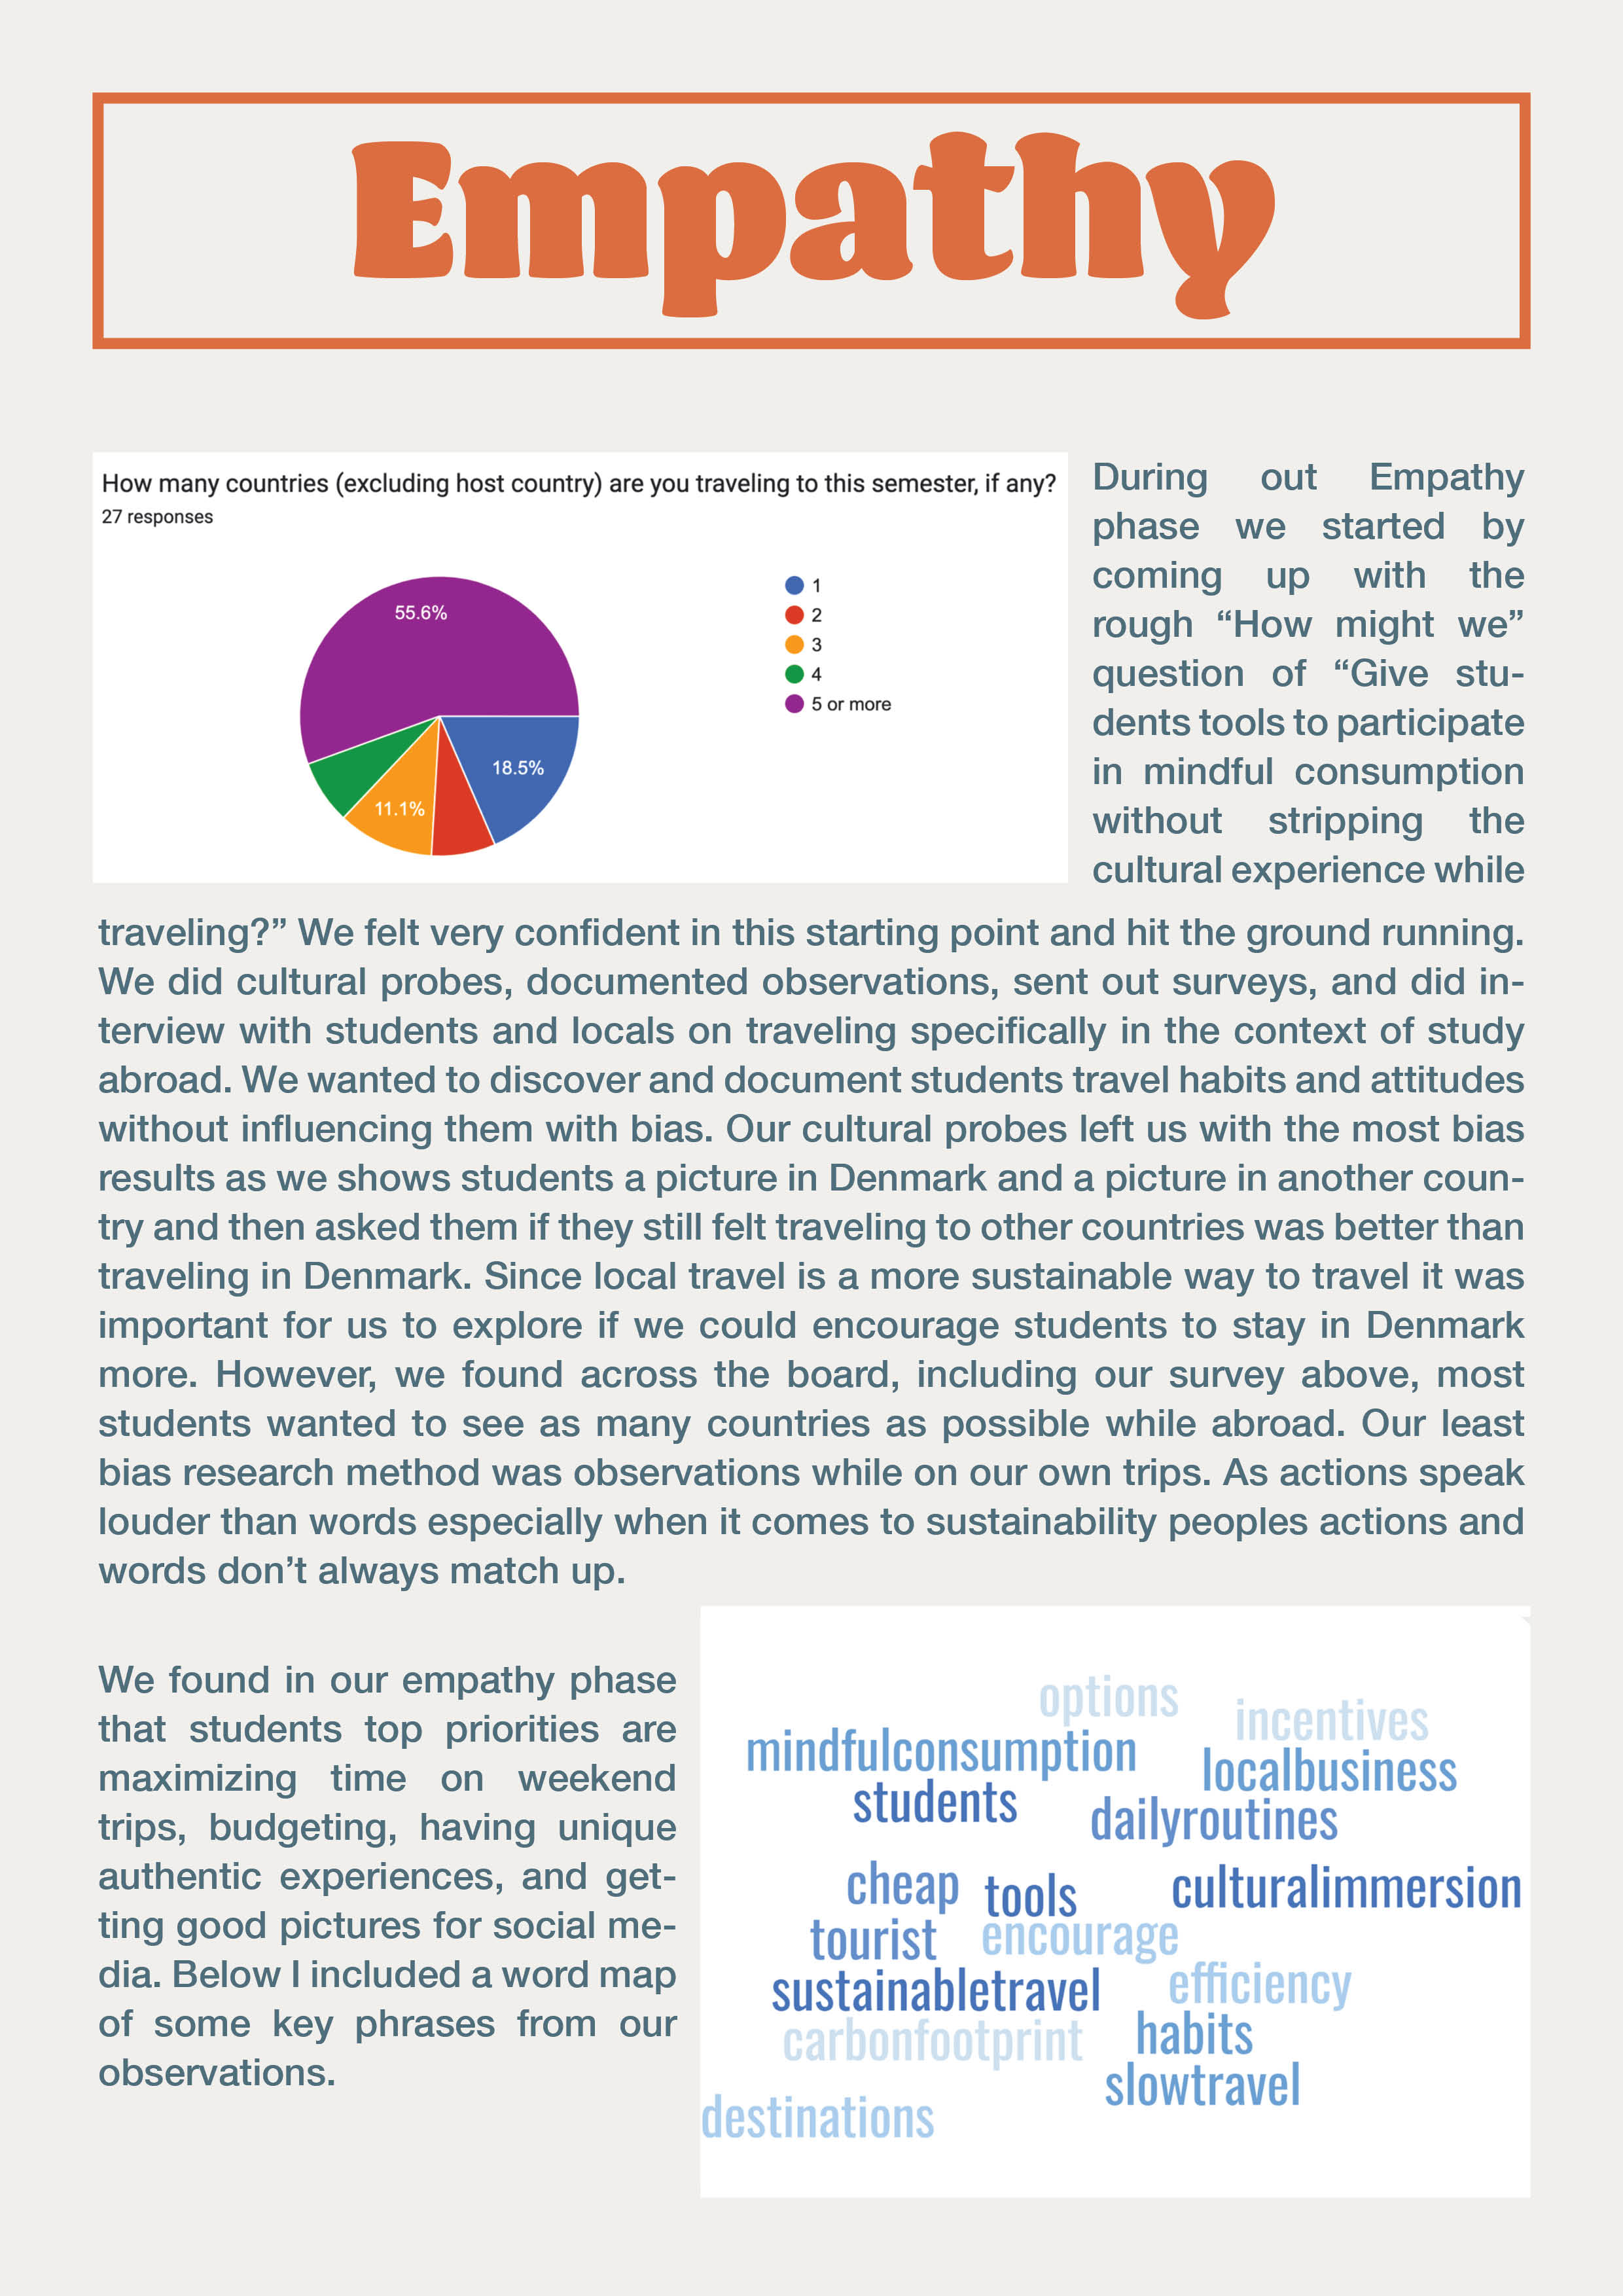 Empathy
How many countries (excluding host country) are you traveling to this semester, if any?
27 responses
55.6%
18.5%
11.1%
1
2
3
4
5 or more
During out Empathy
phase we started by
coming up with the
rough “How might we”
question of “Give stu-
dents tools to participate
in mindful consumption
without stripping the
cultural experience while
traveling?” We felt very confident in this starting point and hit the ground running.
We did cultural probes, documented observations, sent out surveys, and did in-
terview with students and locals on traveling specifically in the context of study
abroad. We wanted to discover and document students travel habits and attitudes
without influencing them with bias. Our cultural probes left us with the most bias
results as we shows students a picture in Denmark and a picture in another coun-
try and then asked them if they still felt traveling to other countries was better than
traveling in Denmark. Since local travel is a more sustainable way to travel it was
important for us to explore if we could encourage students to stay in Denmark
more. However, we found across the board, including our survey above, most
students wanted to see as many countries as possible while abroad. Our least
bias research method was observations while on our own trips. As actions speak
louder than words especially when it comes to sustainability peoples actions and
words don’t always match up.
We found in our empathy phase
that students top priorities are
maximizing time on weekend
trips, budgeting, having unique
authentic experiences, and get-
ting good pictures for social me-
dia. Below I included a word map
of some key phrases from our
observations.
options
incentives
mindfulconsumption
localbusiness
students
dailyroutines
cheap
tools
culturalimmersion
tourist
encourage
sustainabletravel
efficiency
carbonfootprint
habits
slowtravel
destinations